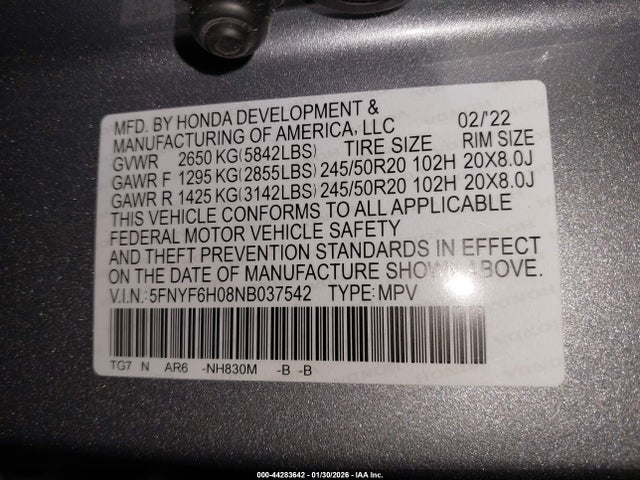 MFD. BY HONDA DEVELOPMENT &
MANUFACTURING OF AMERICA, LLC 02/'22
GVWR 2650 KG(5842LBS) TIRE SIZE RIM SIZE
GAWR F 1295 KG(2855LBS) 245/50R20 102H 20X8.0J
GAWR R 1425 KG(3142LBS) 245/50R20 102H 20X8.0J
THIS VEHICLE CONFORMS TO ALL APPLICABLE
FEDERAL MOTOR VEHICLE SAFETY
AND THEFT PREVENTION STANDARDS IN EFFECT
ON THE DATE OF MANUFACTURE SHOWN ABOVE.
V.I.N.: 5FNYF6H08NB037542 TYPE: MPV
TG7 N AR6 -NH830M -B -B
000-44283642 - 01/30/2026 - IAA Inc.